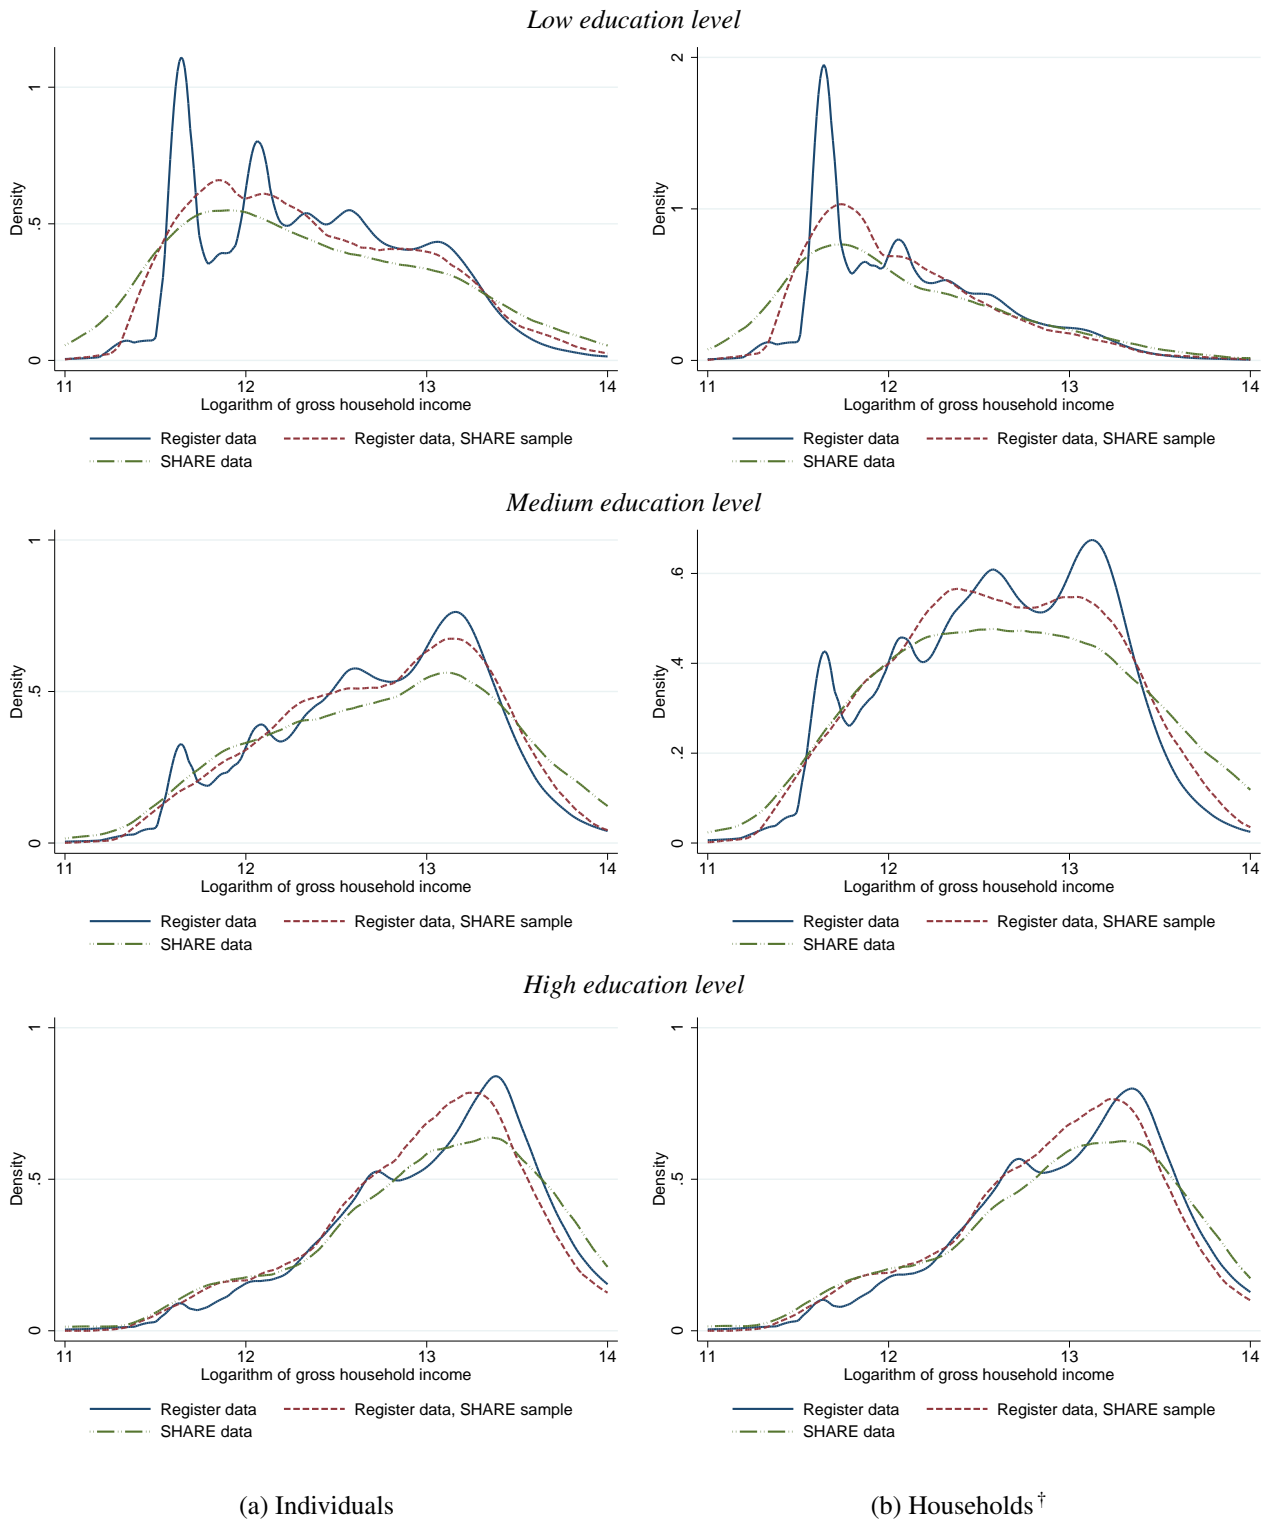 Low education level
1
.5
0
Density
11 12 13 14
Logarithm of gross household income
Register data Register data, SHARE sample
SHARE data
2
1
0
Density
11 12 13 14
Logarithm of gross household income
Register data Register data, SHARE sample
SHARE data
Medium education level
1
.5
0
Density
11 12 13 14
Logarithm of gross household income
Register data Register data, SHARE sample
SHARE data
.6
.4
.2
0
Density
11 12 13 14
Logarithm of gross household income
Register data Register data, SHARE sample
SHARE data
High education level
1
.5
0
Density
11 12 13 14
Logarithm of gross household income
Register data Register data, SHARE sample
SHARE data
1
.5
0
Density
11 12 13 14
Logarithm of gross household income
Register data Register data, SHARE sample
SHARE data
(a) Individuals
(b) Households †